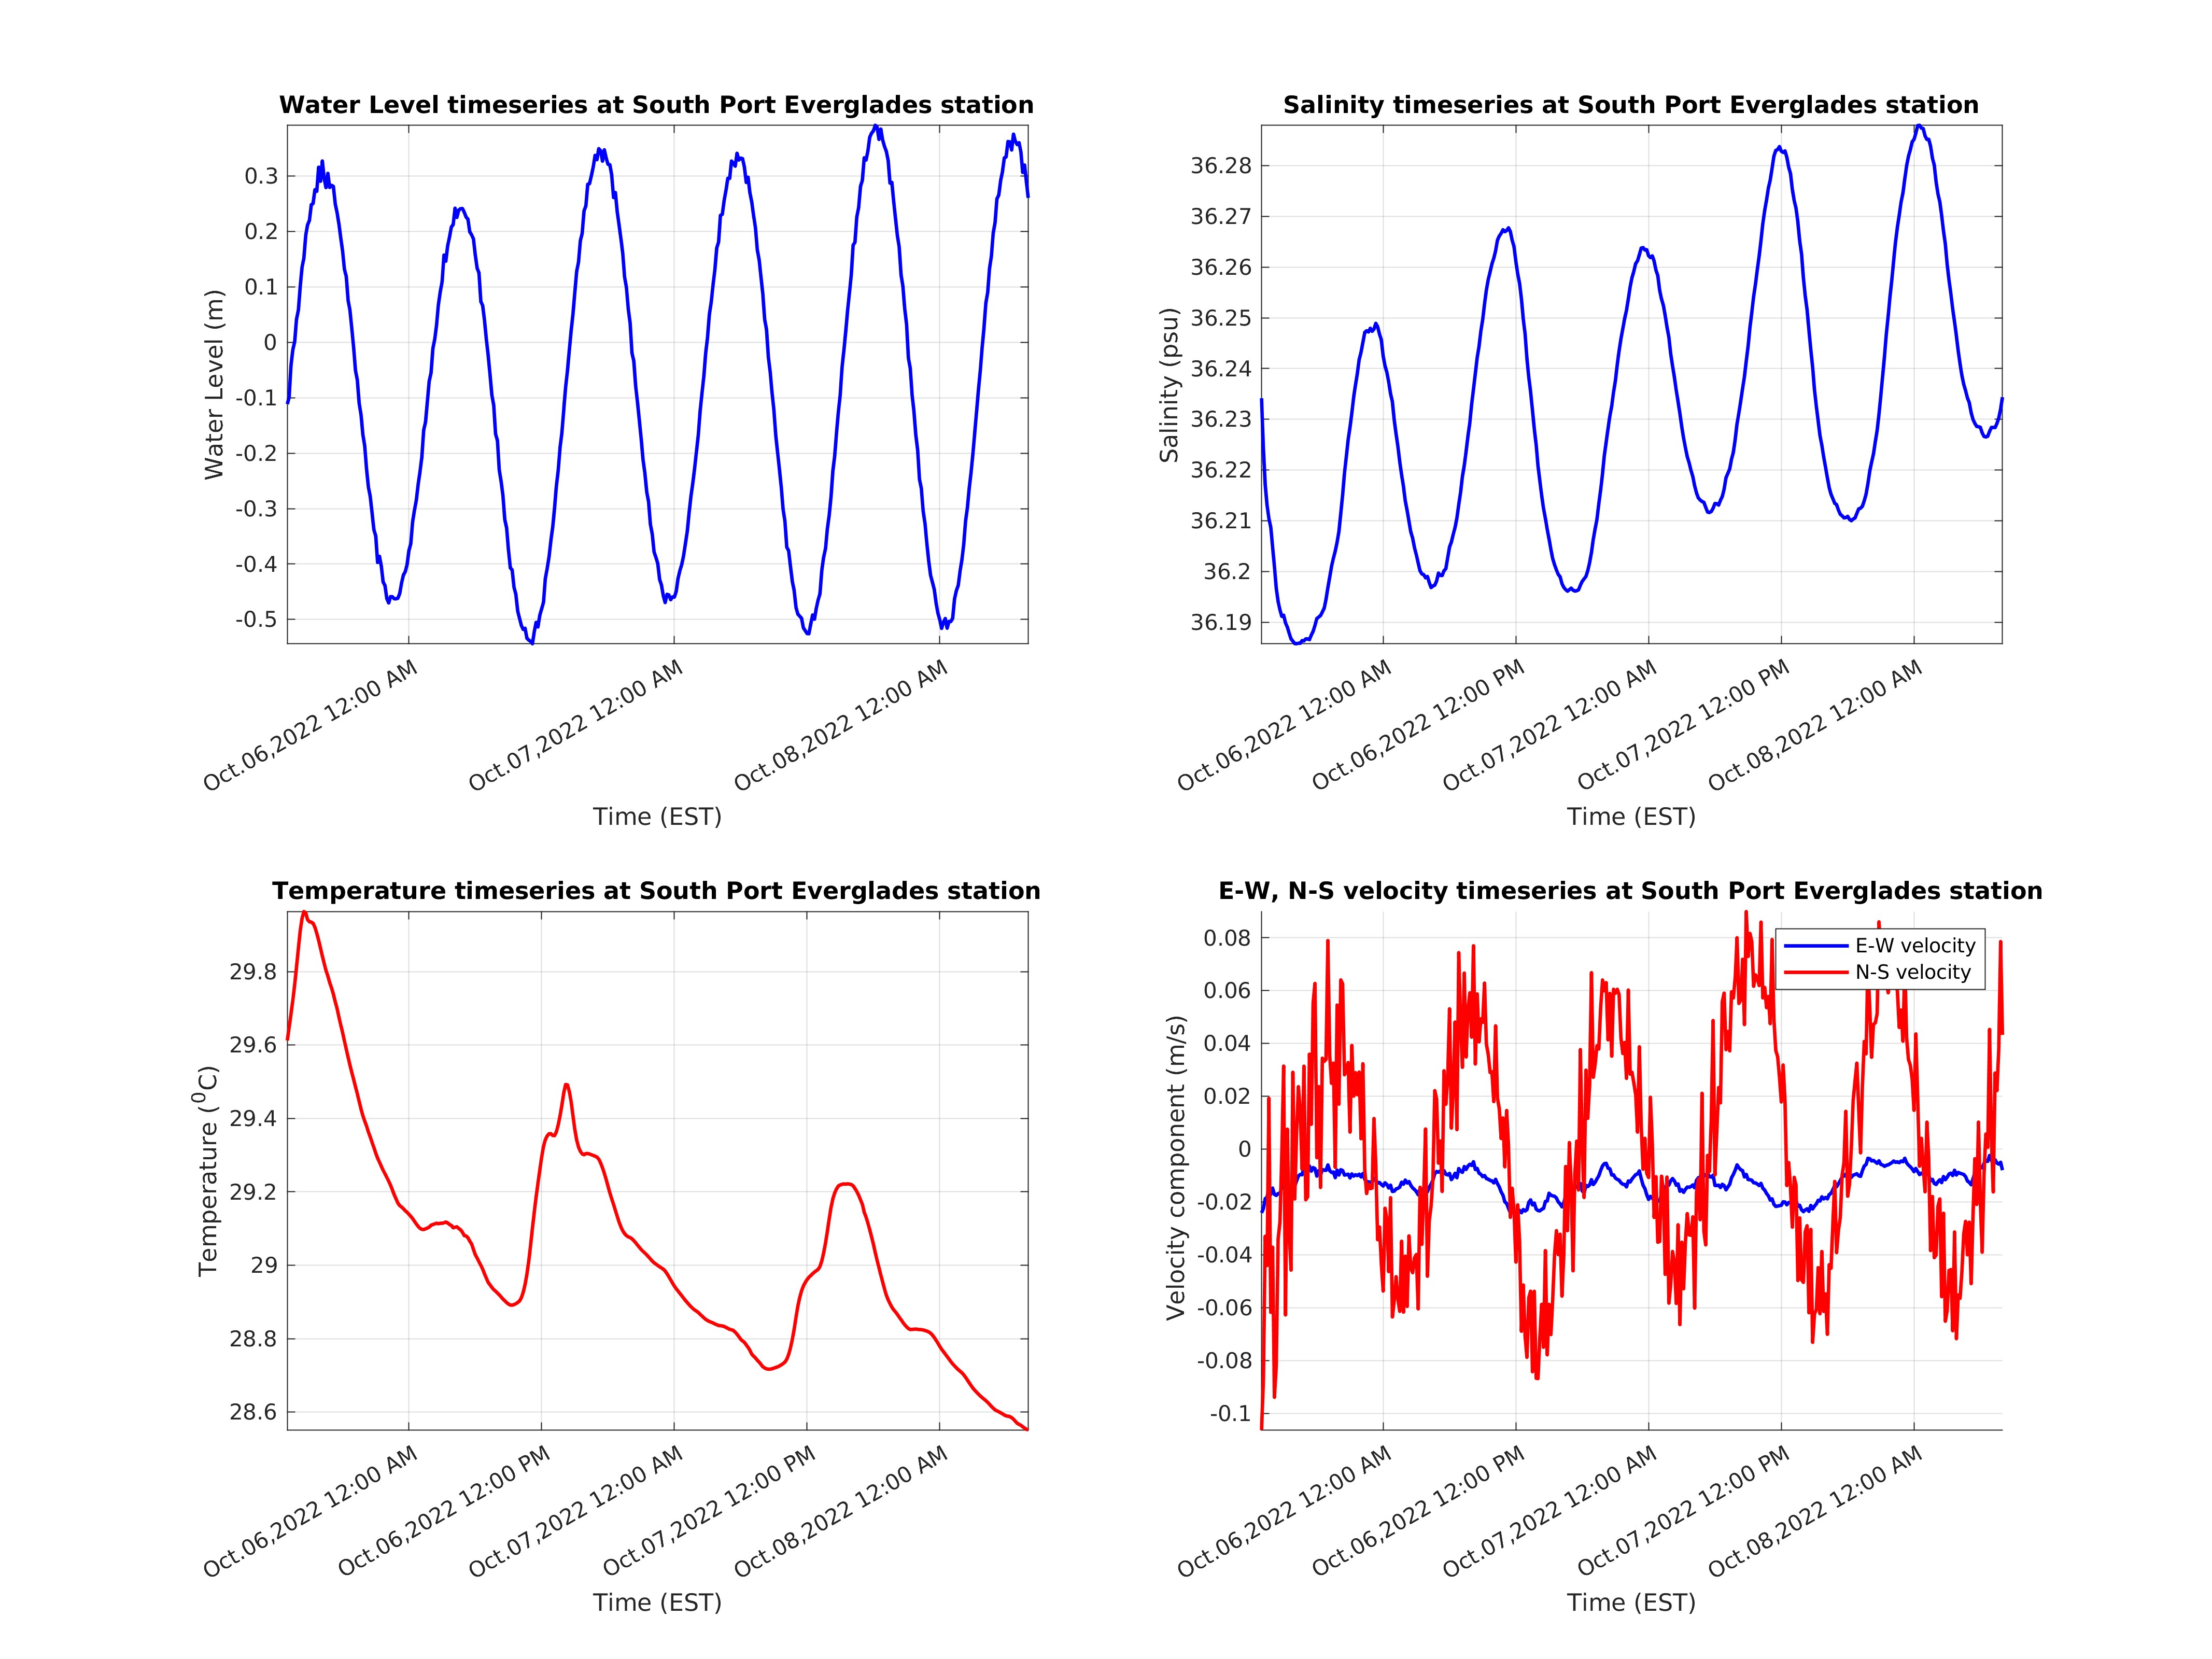 Water Level timeseries at South Port Everglades station
Water Level (m)
0.3
0.2
0.1
0
-0.1
-0.2
-0.3
-0.4
-0.5
Oct.06,2022 12:00 AM
Oct.07,2022 12:00 AM
Oct.08,2022 12:00 AM
Time (EST)
Salinity timeseries at South Port Everglades station
Salinity (psu)
36.28
36.27
36.26
36.25
36.24
36.23
36.22
36.21
36.2
36.19
Oct.06,2022 12:00 AM
Oct.06,2022 12:00 PM
Oct.07,2022 12:00 AM
Oct.07,2022 12:00 PM
Oct.08,2022 12:00 AM
Time (EST)
Temperature timeseries at South Port Everglades station
Temperature (⁰C)
29.8
29.6
29.4
29.2
29
28.8
28.6
Oct.06,2022 12:00 AM
Oct.06,2022 12:00 PM
Oct.07,2022 12:00 AM
Oct.07,2022 12:00 PM
Oct.08,2022 12:00 AM
Time (EST)
E-W, N-S velocity timeseries at South Port Everglades station
Velocity component (m/s)
0.08
0.06
0.04
0.02
0
-0.02
-0.04
-0.06
-0.08
-0.1
E-W velocity
N-S velocity
Oct.06,2022 12:00 AM
Oct.06,2022 12:00 PM
Oct.07,2022 12:00 AM
Oct.07,2022 12:00 PM
Oct.08,2022 12:00 AM
Time (EST)